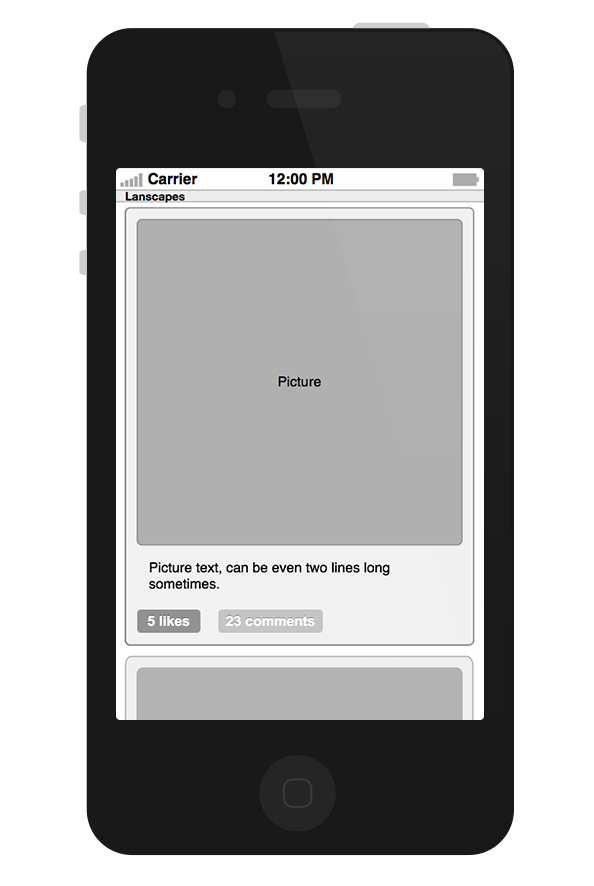 Carrier 12:00 PM
Lanscapes
Picture
Picture text, can be even two lines long
sometimes.
5 likes 23 comments